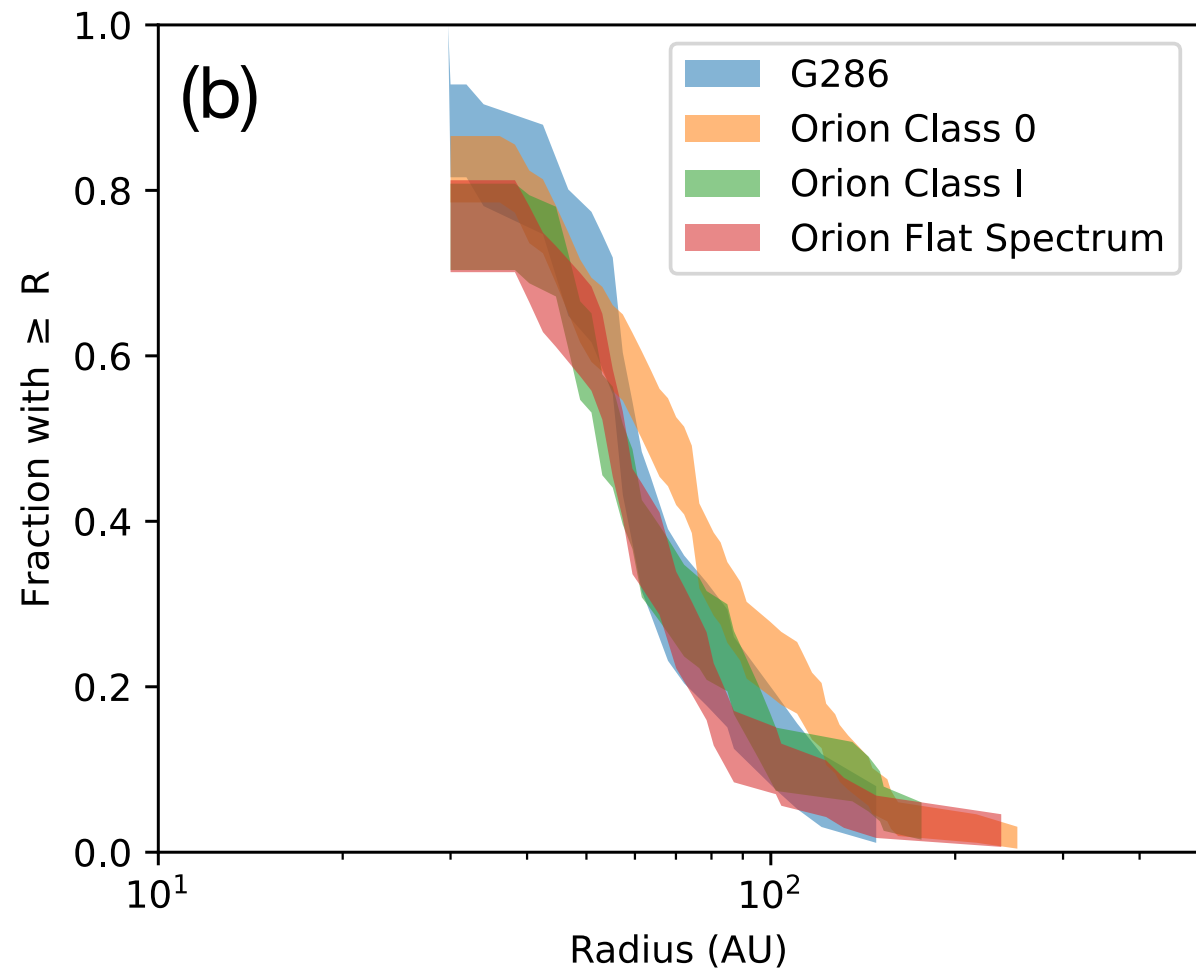 (b)
G286
Orion Class 0
Orion Class I
Orion Flat Spectrum
1.0
0.8
0.6
0.4
0.2
0.0
Fraction with ≥ R
10¹
10²
Radius (AU)